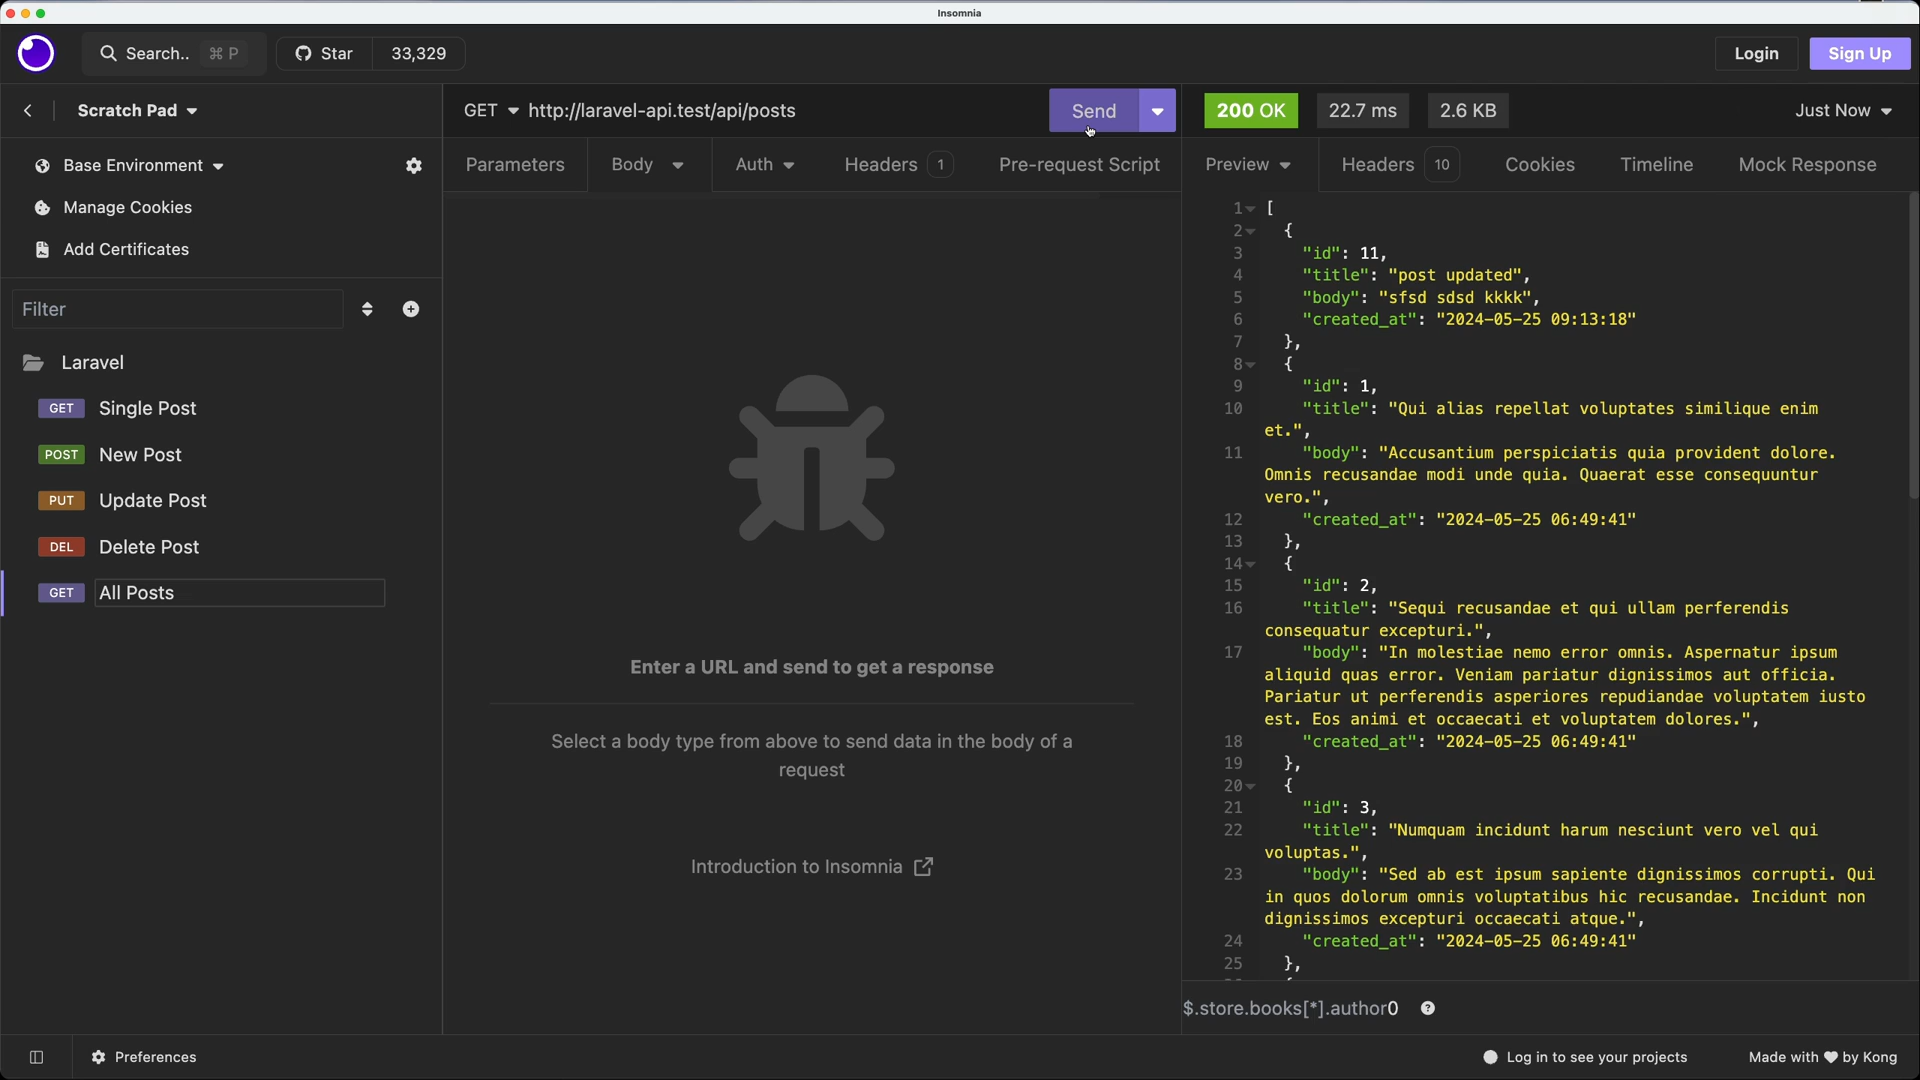 Insomnia
Search.. ⌘ P
Star 33,329
Login
Sign Up
Scratch Pad
GET http://laravel-api.test/api/posts
Send
200 OK 22.7 ms 2.6 KB
Just Now
Base Environment
Manage Cookies
Add Certificates
Filter
Laravel
GET Single Post
POST New Post
PUT Update Post
DEL Delete Post
GET All Posts
Parameters Body Auth Headers 1 Pre-request Script
Enter a URL and send to get a response
Select a body type from above to send data in the body of a
request
Introduction to Insomnia
Preview Headers 10 Cookies Timeline Mock Response
1 [
2 {
3 "id": 11,
4 "title": "post updated",
5 "body": "sfsd sdsd kkkk",
6 "created_at": "2024-05-25 09:13:18"
7 },
8 {
9 "id": 1,
10 "title": "Qui alias repellat voluptates similique enim
et.",
11 "body": "Accusantium perspiciatis quia provident dolore.
Omnis recusandae modi unde quia. Quaerat esse consequuntur
vero.",
12 "created_at": "2024-05-25 06:49:41"
13 },
14 {
15 "id": 2,
16 "title": "Sequi recusandae et qui ullam perferendis
consequatur excepturi.",
17 "body": "In molestiae nemo error omnis. Aspernatur ipsum
aliquid quas error. Veniam pariatur dignissimos aut officia.
Pariatur ut perferendis asperiores repudiandae voluptatem iusto
est. Eos animi et occaecati et voluptatem dolores.",
18 "created_at": "2024-05-25 06:49:41"
19 },
20 {
21 "id": 3,
22 "title": "Numquam incidunt harum nesciunt vero vel qui
voluptas.",
23 "body": "Sed ab est ipsum sapiente dignissimos corrupti. Qui
in quos dolorum omnis voluptatibus hic recusandae. Incidunt non
dignissimos excepturi occaecati atque.",
24 "created_at": "2024-05-25 06:49:41"
25 },
$.store.books[*].author0
Preferences
Log in to see your projects
Made with ♥ by Kong